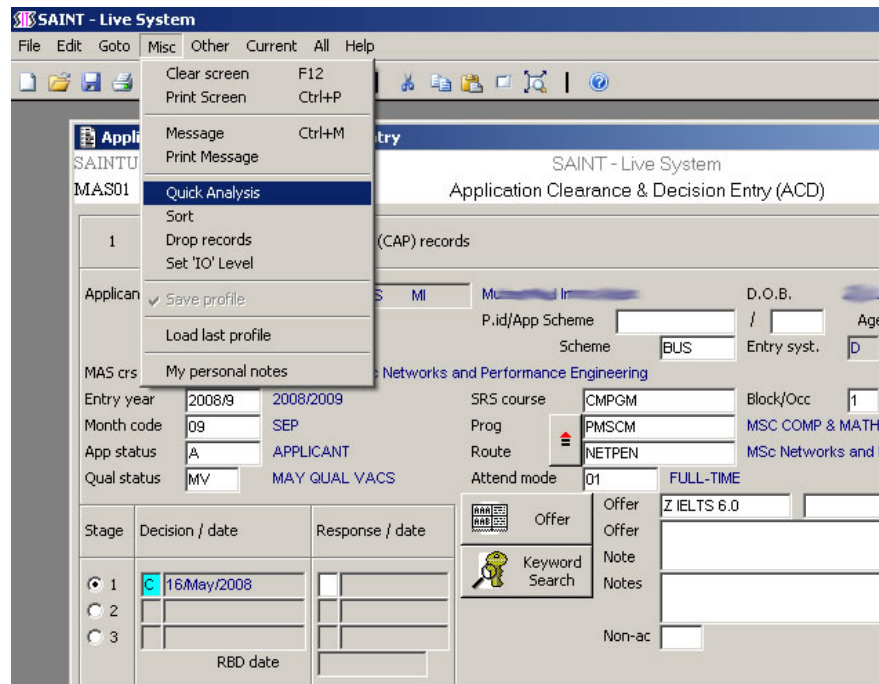 SAINT - Live System
File Edit Goto Misc Other Current All Help
Clear screen F12
Print Screen Ctrl+P
Message Ctrl+M
Print Message
Quick Analysis
Sort
Drop records
Set 'IO' Level
Save profile
Load last profile
My personal notes
Appli try
SAINTU SAINT - Live System
MAS01 Application Clearance & Decision Entry (ACD)
1 (CAP) records
Applican S MI D.O.B.
P.id/App Scheme / Age
Scheme BUS Entry syst. D
MAS crs Networks and Performance Engineering
Entry year 2008/9 2008/2009 SRS course CMPGM Block/Occ 1
Month code 09 SEP Prog PMSCM MSC COMP & MATH
App status A APPLICANT Route NETPEN MSc Networks and
Qual status MV MAY QUAL VACS Attend mode 01 FULL-TIME
Stage Decision / date Response / date Offer Offer Z IELTS 6.0
Offer
Keyword Search Note
1 C 16/May/2008 Notes
2
3 Non-ac
RBD date